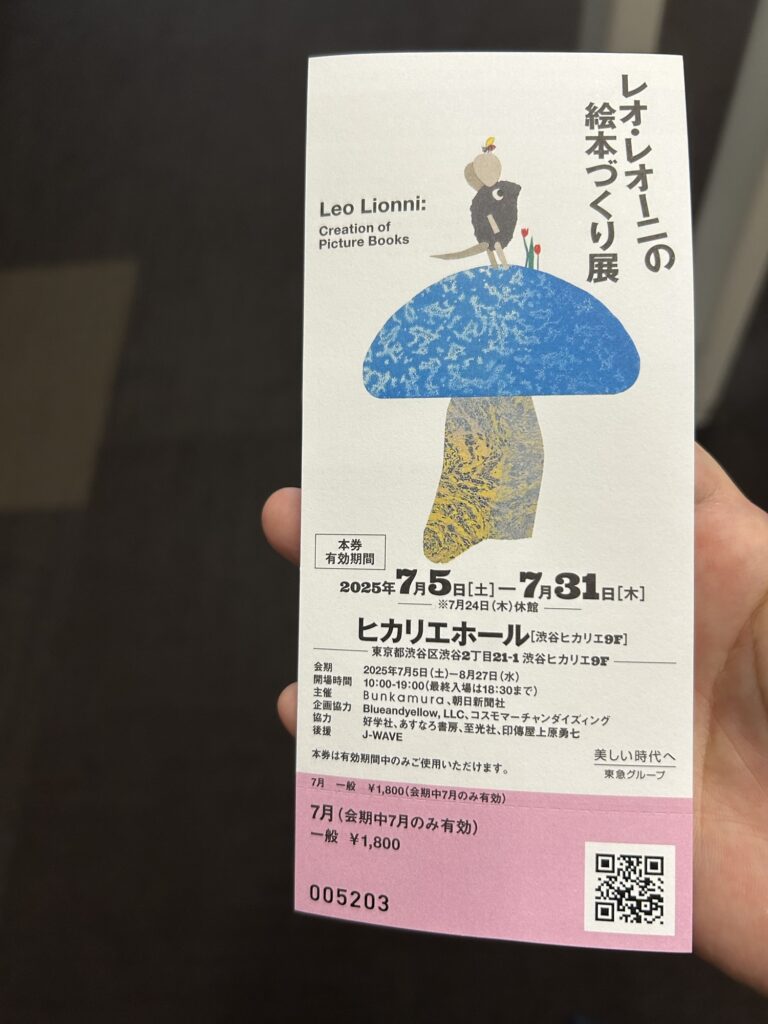 レオ・レオーニの
絵本づくり展
Leo Lionni:
Creation of
Picture Books
本券
有効期間
2025年7月5日[土]—7月31日[木]
※7月24日(木)休館
ヒカリエホール[渋谷ヒカリエ9F]
東京都渋谷区渋谷2丁目21-1 渋谷ヒカリエ9F
会期 2025年7月5日(土)—8月27日(水)
開場時間 10:00-19:00(最終入場は18:30まで)
主催 Bunkamura、朝日新聞社
企画協力 Blueandyellow, LLC、コスモマーチャンダイズィング
協力 好学社、あすなろ書房、至光社、印傳屋上原勇七
後援 J-WAVE
本券は有効期間中のみご使用いただけます。
美しい時代へ
東急グループ
7月 一般 ¥1,800(会期中7月のみ有効)
7月(会期中7月のみ有効)
一般 ¥1,800
005203